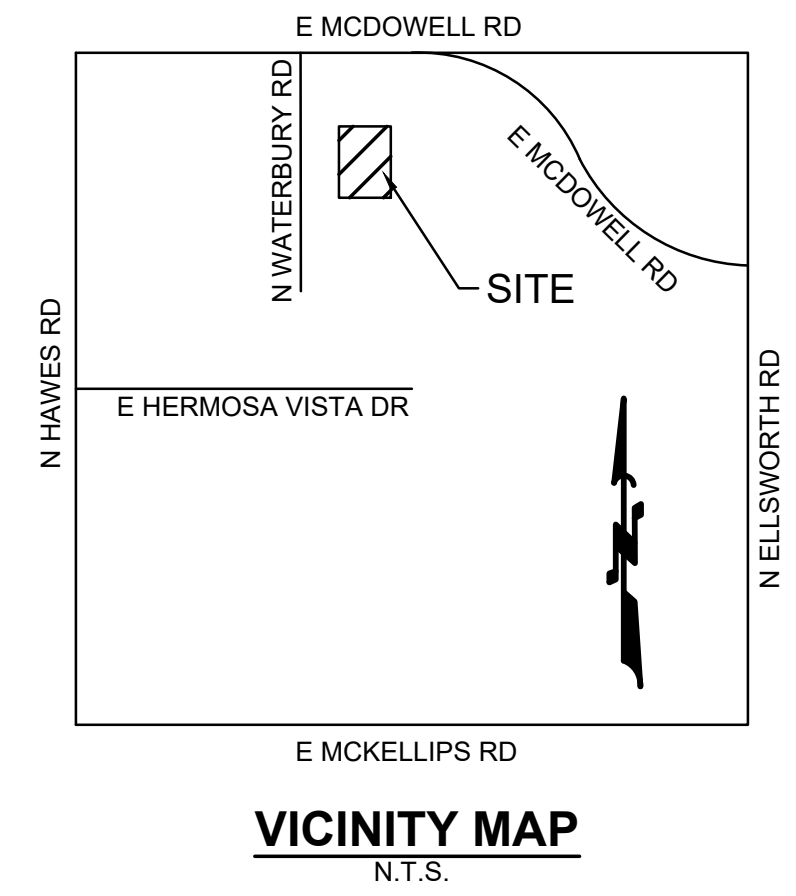 E MCDOWELL RD
N WATERBURY RD
E MCDOWELL RD
SITE
N HAWES RD
E HERMOSA VISTA DR
N ELLSWORTH RD
N
E MCKELLIPS RD
VICINITY MAP
N.T.S.